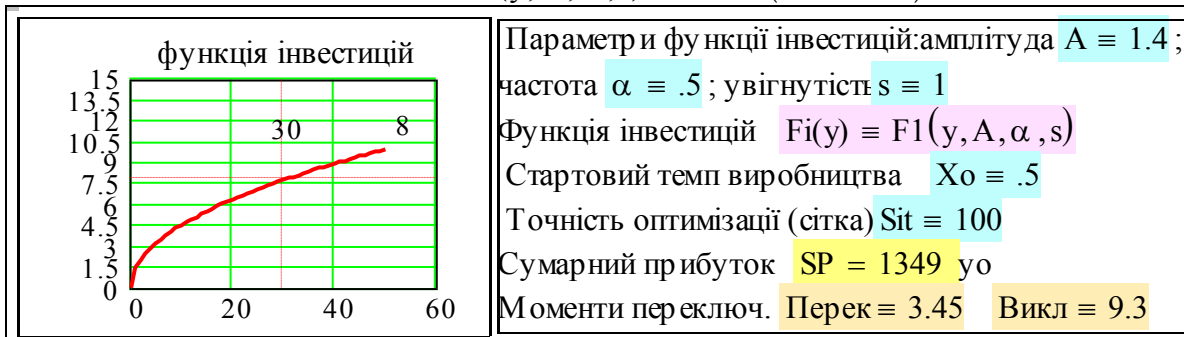 функція інвестицій
15
13.5
12
10.5
9
7.5
6
4.5
3
1.5
0
30
8
0 20 40 60
Параметри функції інвестицій:амплітуда A ≡ 1.4 ;
частота α ≡ .5 ; увігнутість s ≡ 1
Функція інвестицій Fi(y) ≡ F1(y, A, α, s)
Стартовий темп виробництва Xo ≡ .5
Точність оптимізації (сітка) Sit ≡ 100
Сумарний прибуток SP = 1349 уо
Моменти переключ. Перек ≡ 3.45 Викл ≡ 9.3